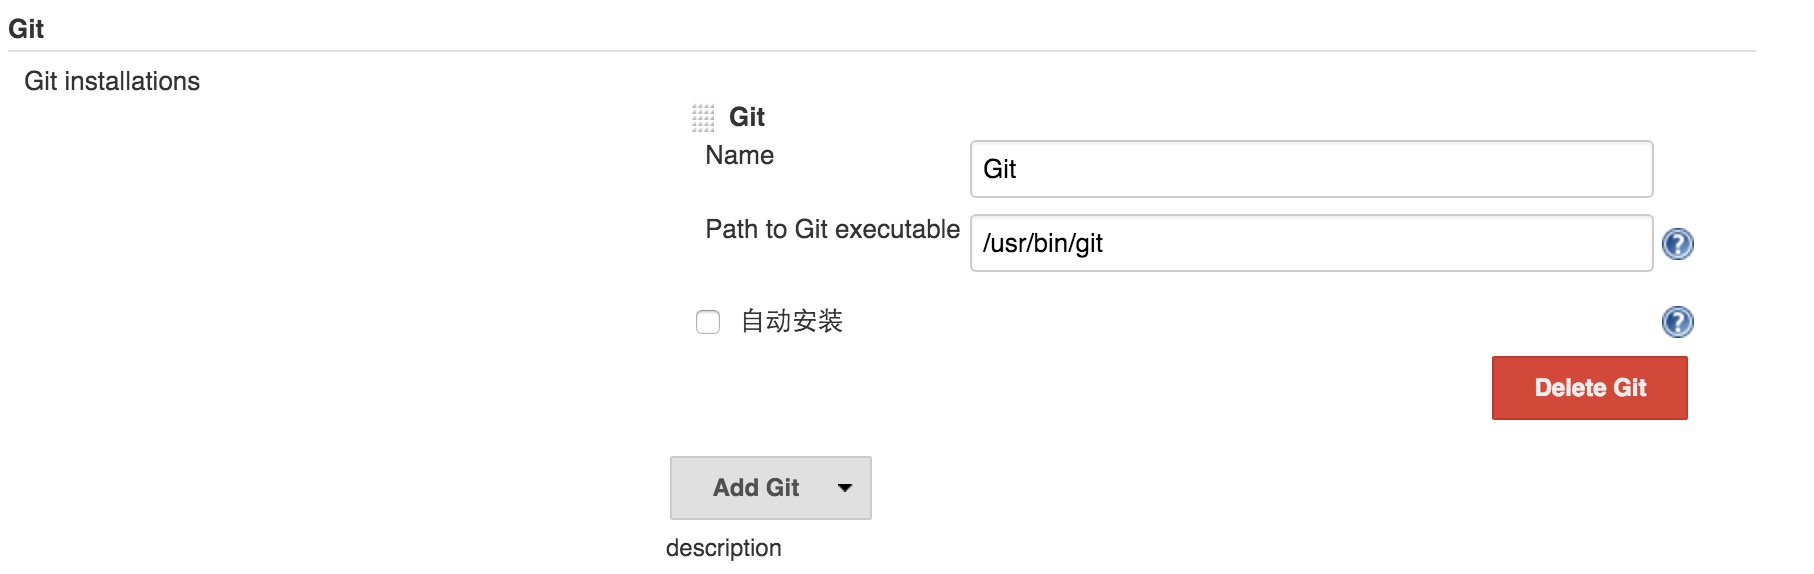 Git
Git installations
Git
Name
Git
Path to Git executable
/usr/bin/git
自动安装
Delete Git
Add Git
description